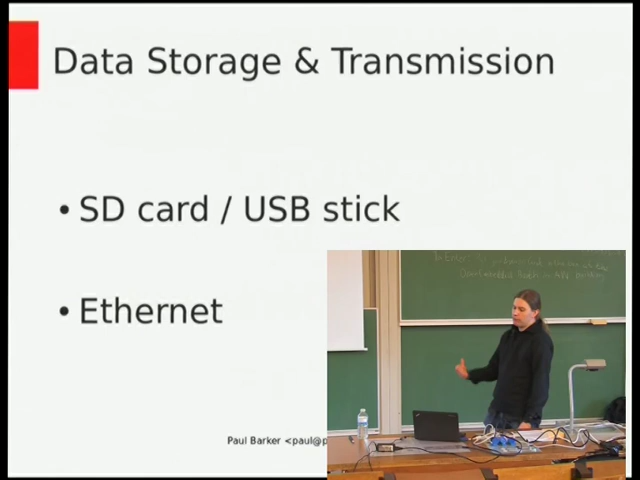 Data Storage & Transmission
• SD card / USB stick
• Ethernet
Paul Barker <paul@p